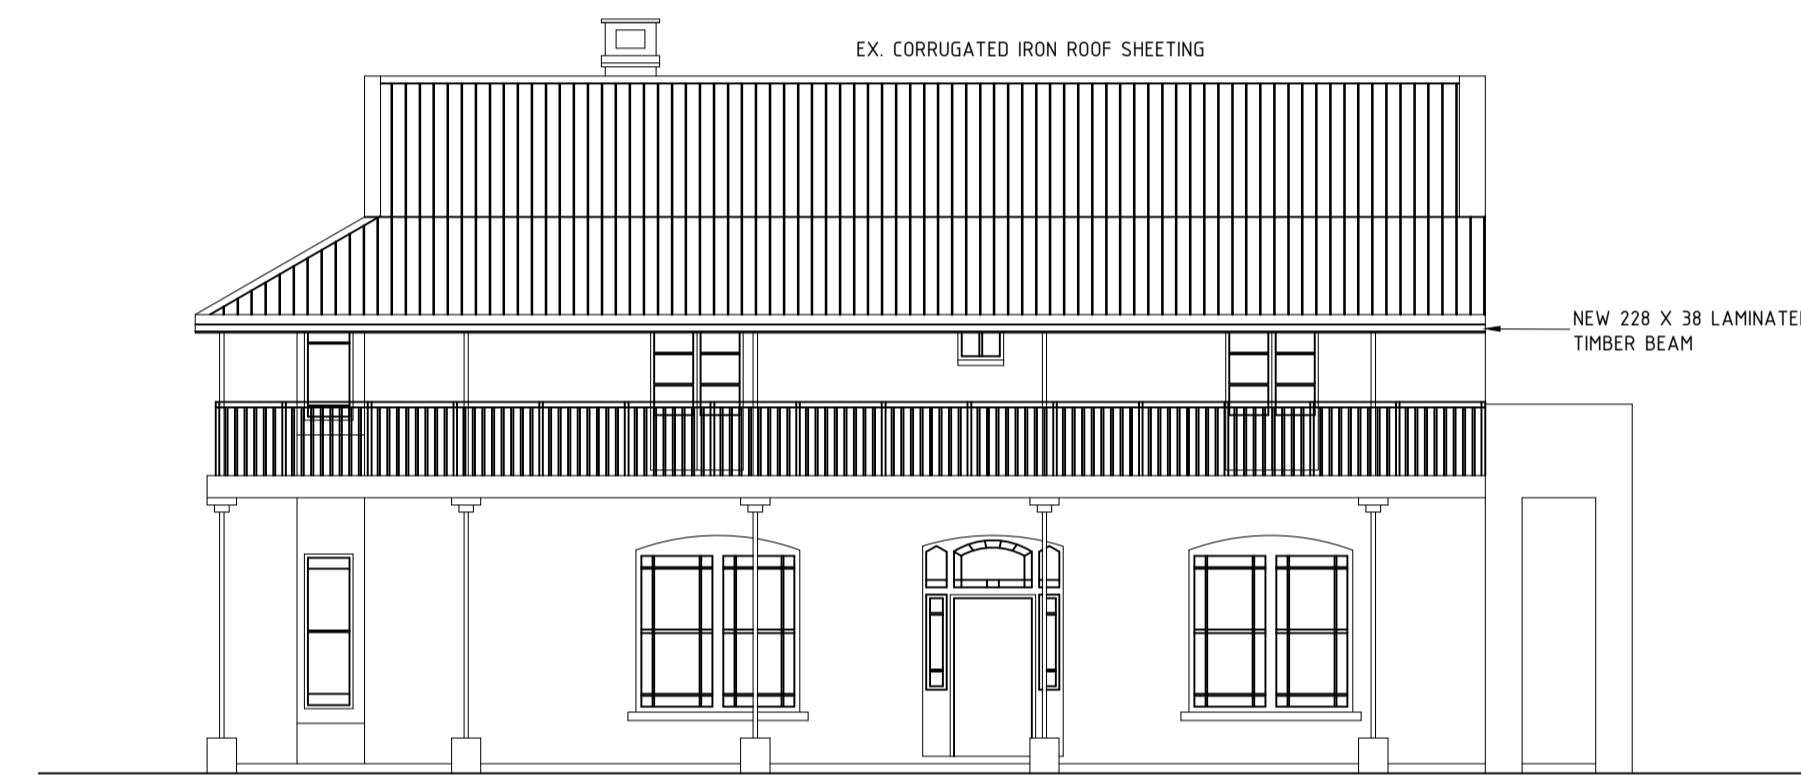 EX. CORRUGATED IRON ROOF SHEETING
NEW 228 X 38 LAMINATE
TIMBER BEAM